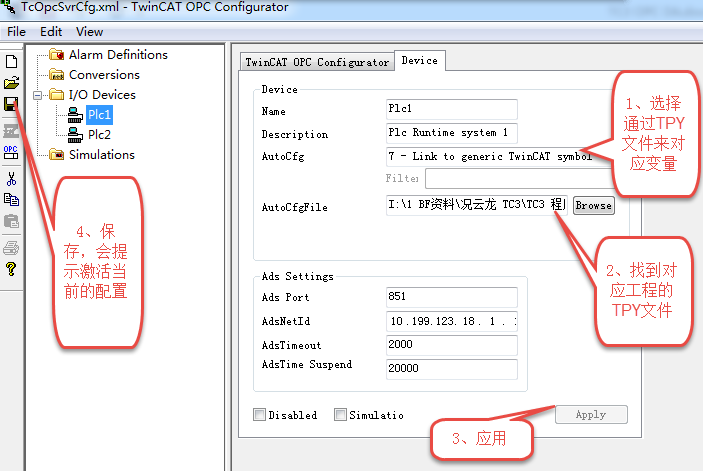 TcOpcSvrCfg.xml - TwinCAT OPC Configurator
File Edit View
Alarm Definitions
Conversions
I/O Devices
Plc1
Plc2
Simulations
OPC
TwinCAT OPC Configurator
Device
Device
Name
Plc1
Description
Plc Runtime system 1
AutoCfg
7 - Link to generic TwinCAT symbol
Filter
AutoCfgFile
I:\1 BF资料\况云龙 TC3\TC3 程
Browse
Ads Settings
Ads Port
851
AdsNetId
10 .199.123. 18 . 1 .
AdsTimeout
2000
AdsTime Suspend
20000
Disabled
Simulatio
Apply
1、选择
通过TPY
文件来对
应变量
2、找到对
应工程的
TPY文件
3、应用
4、保
存，会提
示激活当
前的配置